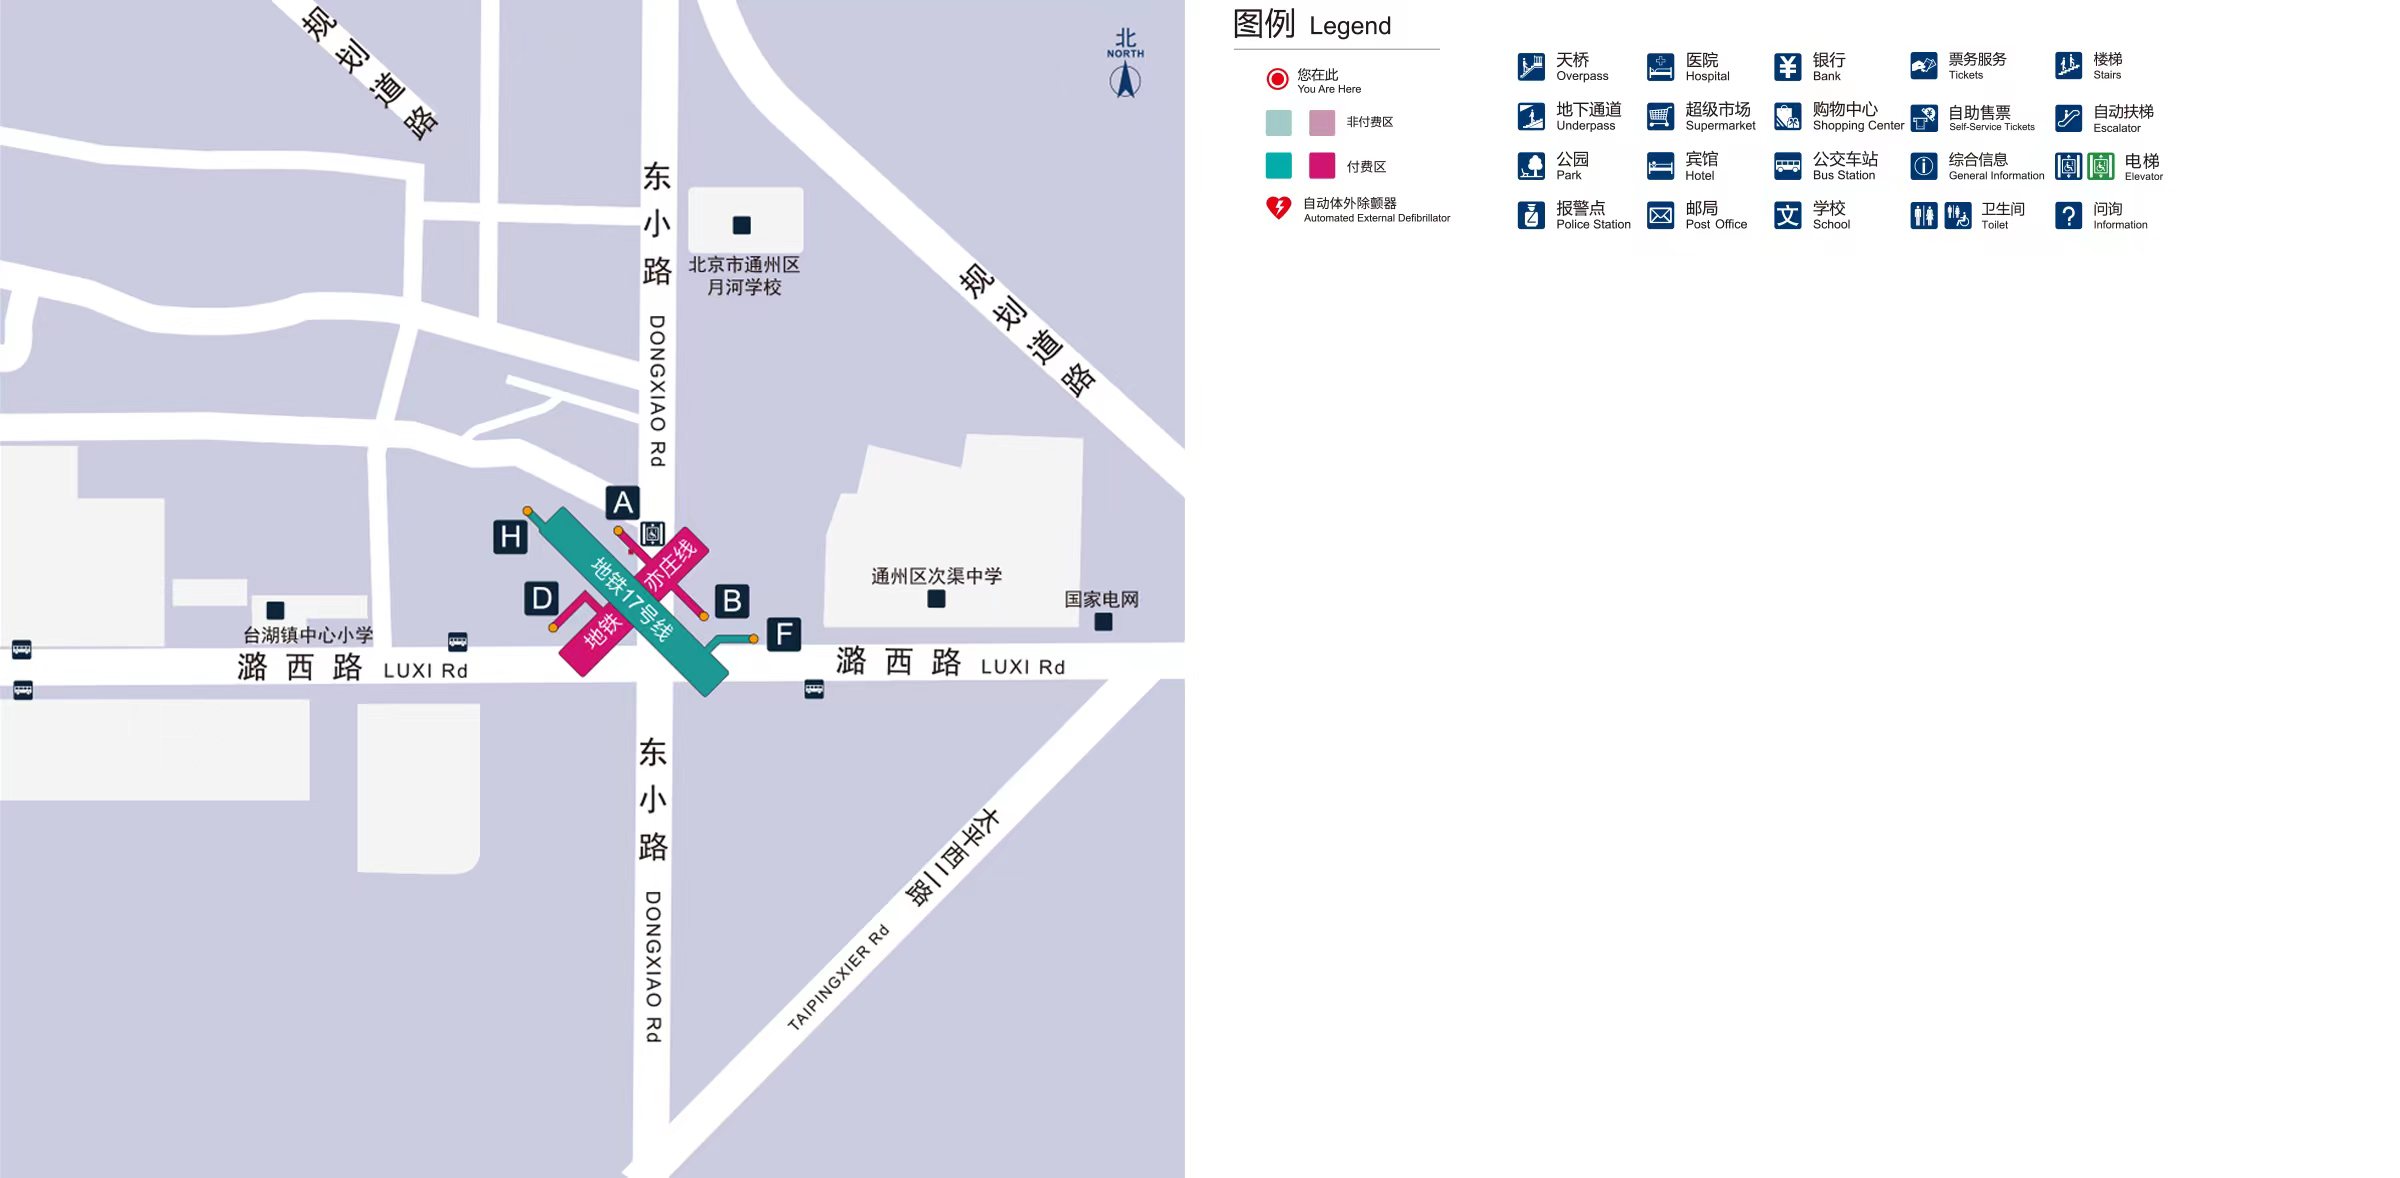 规划道路
北
NORTH
东小路
DONGXIAO Rd
北京市通州区
月河学校
规划道路
A
H
D
B
F
地铁17号线
地铁
亦庄线
通州区次渠中学
国家电网
台湖镇中心小学
潞西路 LUXI Rd
潞西路 LUXI Rd
东小路
DONGXIAO Rd
太平西二路
TAIPINGXIER Rd
图例 Legend
您在此
You Are Here
非付费区
付费区
自动体外除颤器
Automated External Defibrillator
天桥
Overpass
地下通道
Underpass
公园
Park
报警点
Police Station
医院
Hospital
超级市场
Supermarket
宾馆
Hotel
邮局
Post Office
¥
银行
Bank
购物中心
Shopping Center
公交车站
Bus Station
文
学校
School
票务服务
Tickets
自助售票
Self-Service Tickets
综合信息
General Information
卫生间
Toilet
楼梯
Stairs
自动扶梯
Escalator
电梯
Elevator
?
问询
Information